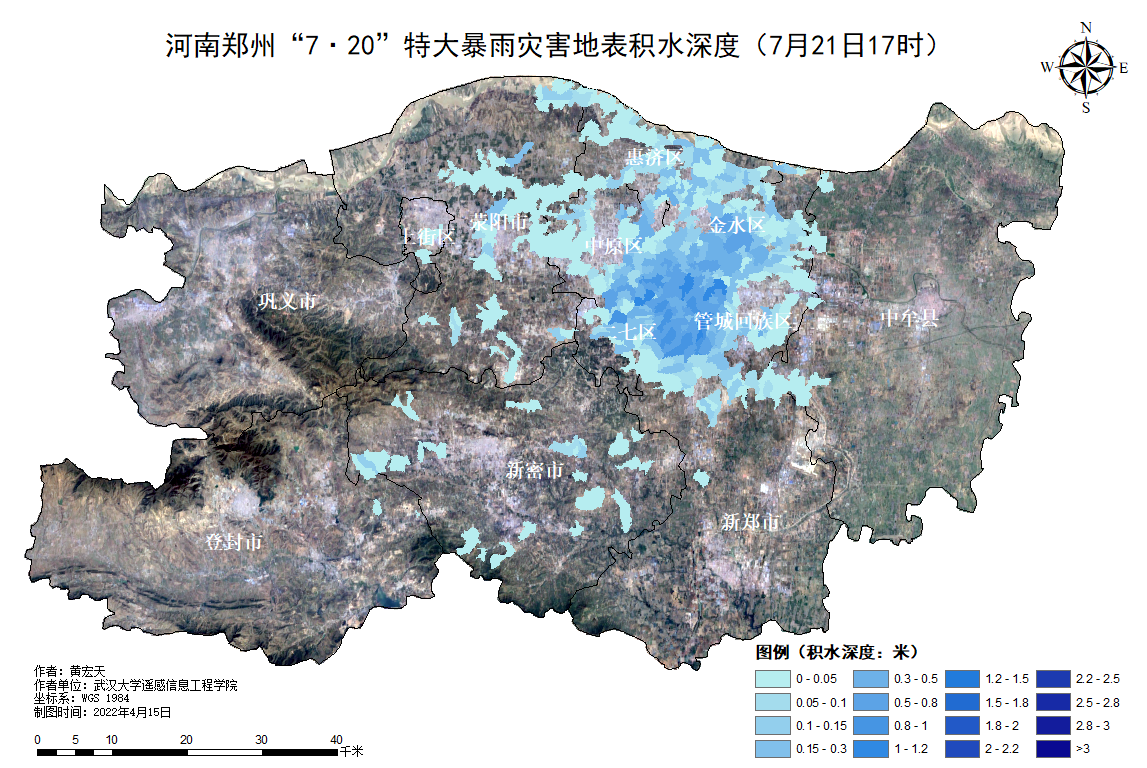 河南郑州“7·20”特大暴雨灾害地表积水深度（7月21日17时）
N
W E
S
惠济区
金水区
荥阳市
上街区
中原区
巩义市
二七区
管城回族区
中牟县
新密市
新郑市
登封市
图例（积水深度：米）
0 - 0.05
0.05 - 0.1
0.1 - 0.15
0.15 - 0.3
0.3 - 0.5
0.5 - 0.8
0.8 - 1
1 - 1.2
1.2 - 1.5
1.5 - 1.8
1.8 - 2
2 - 2.2
2.2 - 2.5
2.5 - 2.8
2.8 - 3
>3
作者：黄宏天
作者单位：武汉大学遥感信息工程学院
坐标系：WGS 1984
制图时间：2022年4月15日
0 5 10 20 30 40
千米